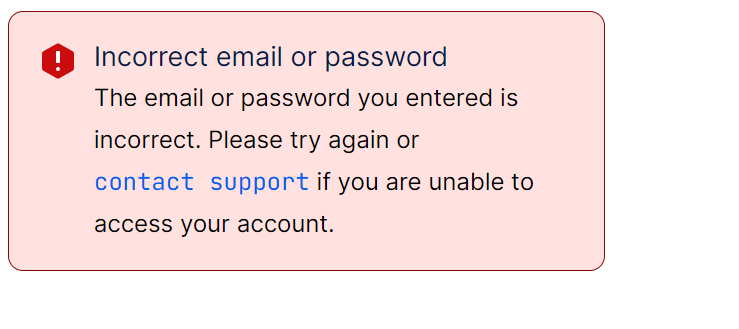 Incorrect email or password
The email or password you entered is
incorrect. Please try again or
contact support if you are unable to
access your account.